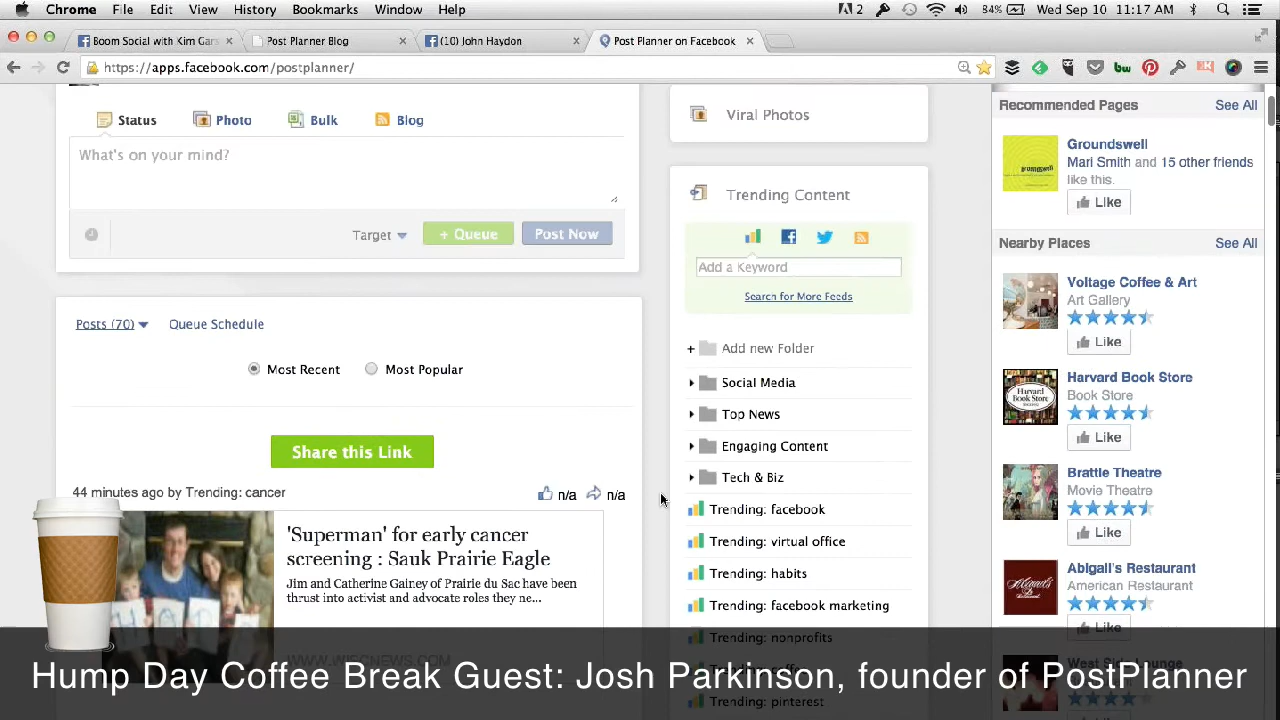 Chrome File Edit View History Bookmarks Window Help
2 84% Wed Sep 10 11:17 AM
Boom Social with Kim Gars
Post Planner Blog
(10) John Haydon
Post Planner on Facebook
https://apps.facebook.com/postplanner/
Status Photo Bulk Blog
What's on your mind?
Target + Queue Post Now
Posts (70) Queue Schedule
Most Recent Most Popular
Share this Link
44 minutes ago by Trending: cancer
n/a n/a
'Superman' for early cancer
screening : Sauk Prairie Eagle
Jim and Catherine Gainey of Prairie du Sac have been
thrust into activist and advocate roles they ne...
WWW.WISCNEWS.COM
Viral Photos
Trending Content
Add a Keyword
Search for More Feeds
+ Add new Folder
Social Media
Top News
Engaging Content
Tech & Biz
Trending: facebook
Trending: virtual office
Trending: habits
Trending: facebook marketing
Trending: nonprofits
Trending: pinterest
Recommended Pages See All
Groundswell
Mari Smith and 15 other friends
like this.
Like
Nearby Places See All
Voltage Coffee & Art
Art Gallery
Like
Harvard Book Store
Book Store
Like
Brattle Theatre
Movie Theatre
Like
Abigail's Restaurant
American Restaurant
Like
West Side Lounge
Hump Day Coffee Break Guest: Josh Parkinson, founder of PostPlanner